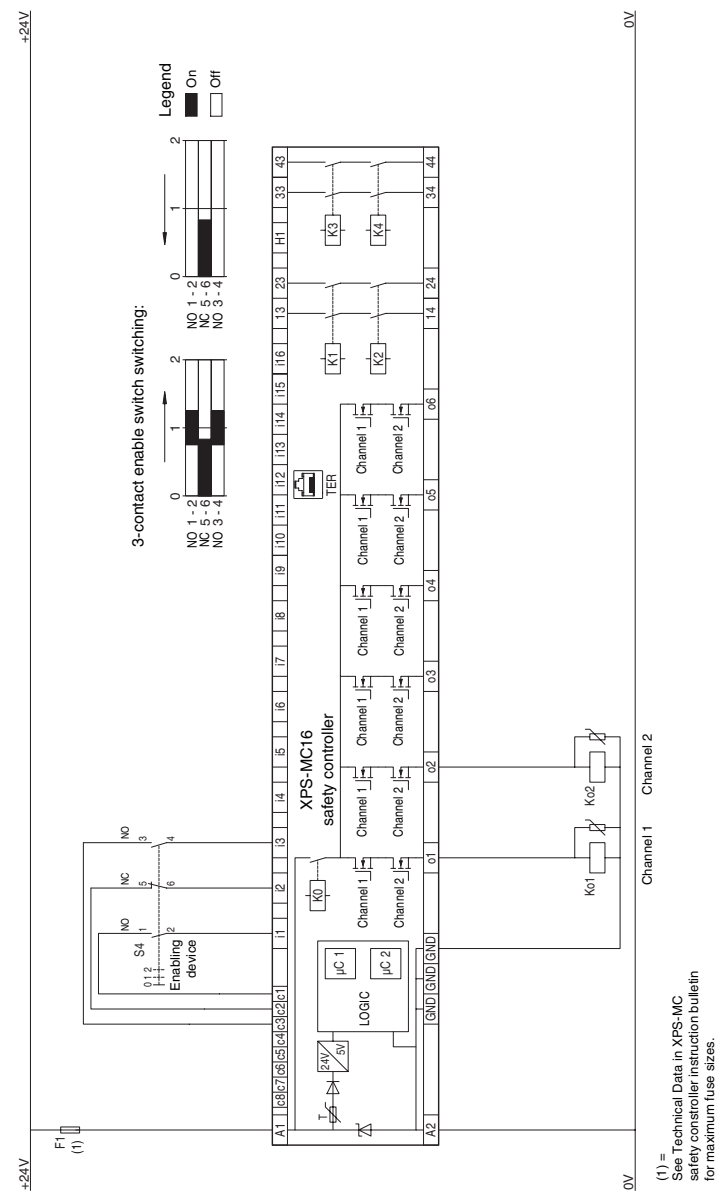 +24V
+24V
F1
(1)
3-contact enable switch switching:
0
1
2
NO 1 - 2
NC 5 - 6
NO 3 - 4
0
1
2
NO 1 - 2
NC 5 - 6
NO 3 - 4
Legend
On
Off
S4
0 1 2
Enabling
device
NO
1
2
NC
5
6
NO
3
4
A1
c8
c7
c6
c5
c4
c3
c2
c1
i1
i2
i3
i4
i5
i6
i7
i8
i9
i10
i11
i12
i13
i14
i15
i16
13
23
H1
33
43
T
24V
5V
LOGIC
µC 1
µC 2
K0
XPS-MC16
safety controller
TER
K1
K2
K3
K4
Channel 1
Channel 2
Channel 1
Channel 2
Channel 1
Channel 2
Channel 1
Channel 2
Channel 1
Channel 2
Channel 1
Channel 2
A2
GND
GND
GND
o1
o2
o3
o4
o5
o6
14
24
34
44
Ko1
Ko2
0V
0V
Channel 1
Channel 2
(1) =
See Technical Data in XPS-MC
safety constroller instruction bulletin
for maximum fuse sizes.